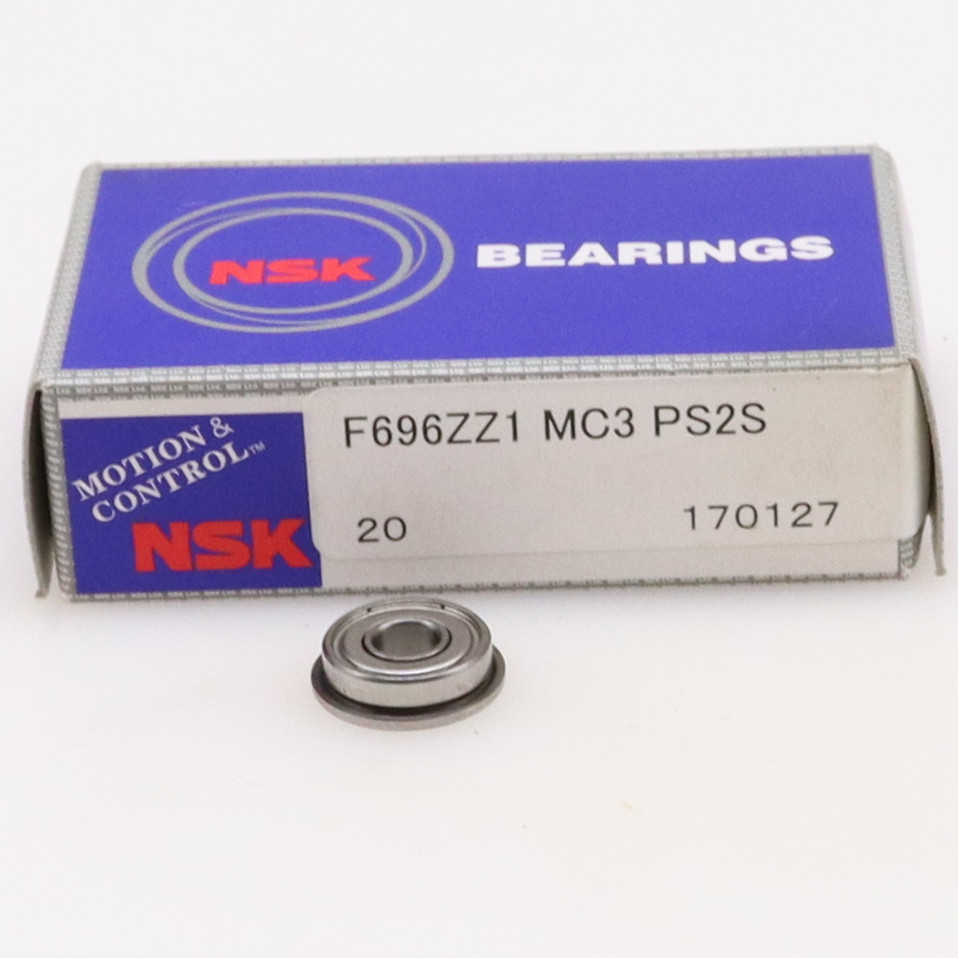 NSK
BEARINGS
MOTION &
CONTROL™
NSK
F696ZZ1 MC3 PS2S
20
170127